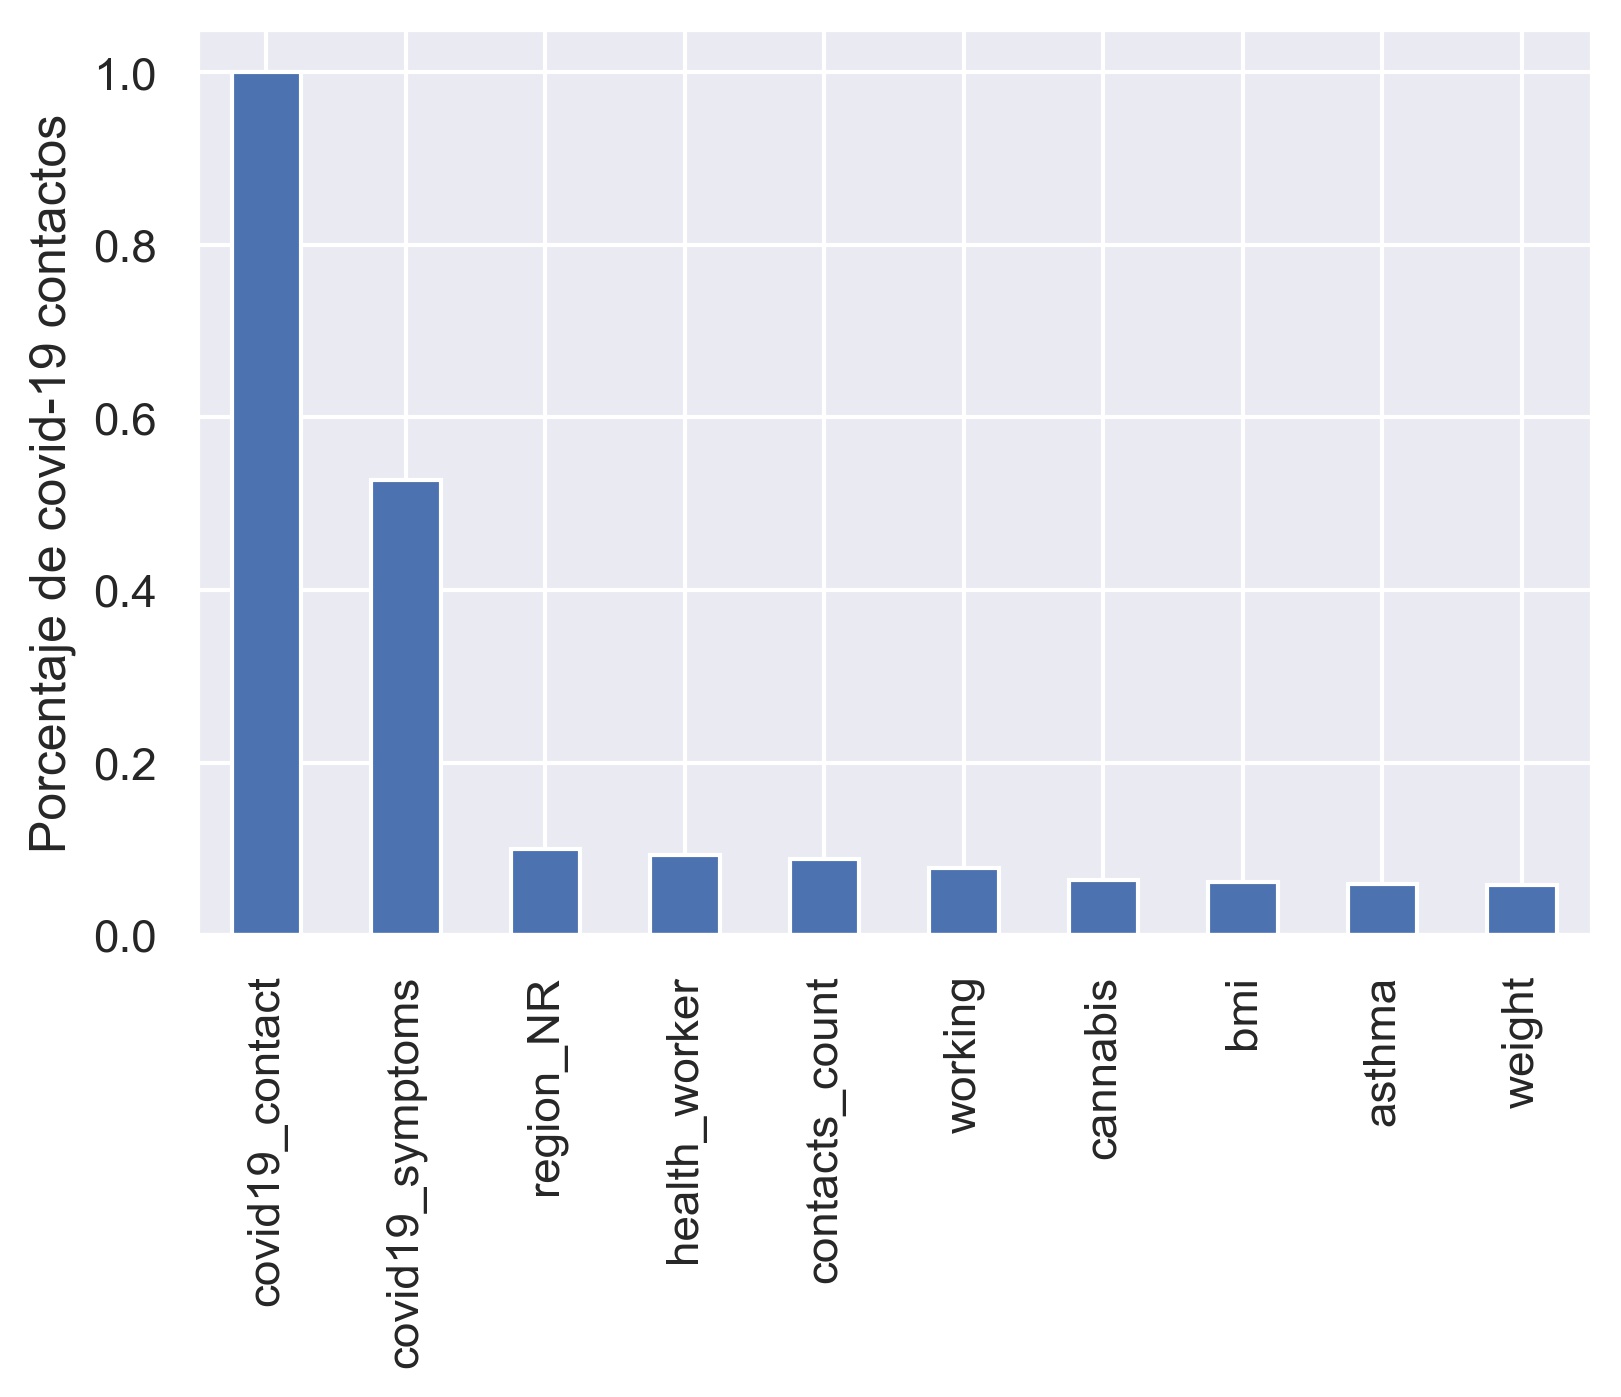 Porcentaje de covid-19 contactos
1.0
0.8
0.6
0.4
0.2
0.0
covid19_contact
covid19_symptoms
region_NR
health_worker
contacts_count
working
cannabis
bmi
asthma
weight